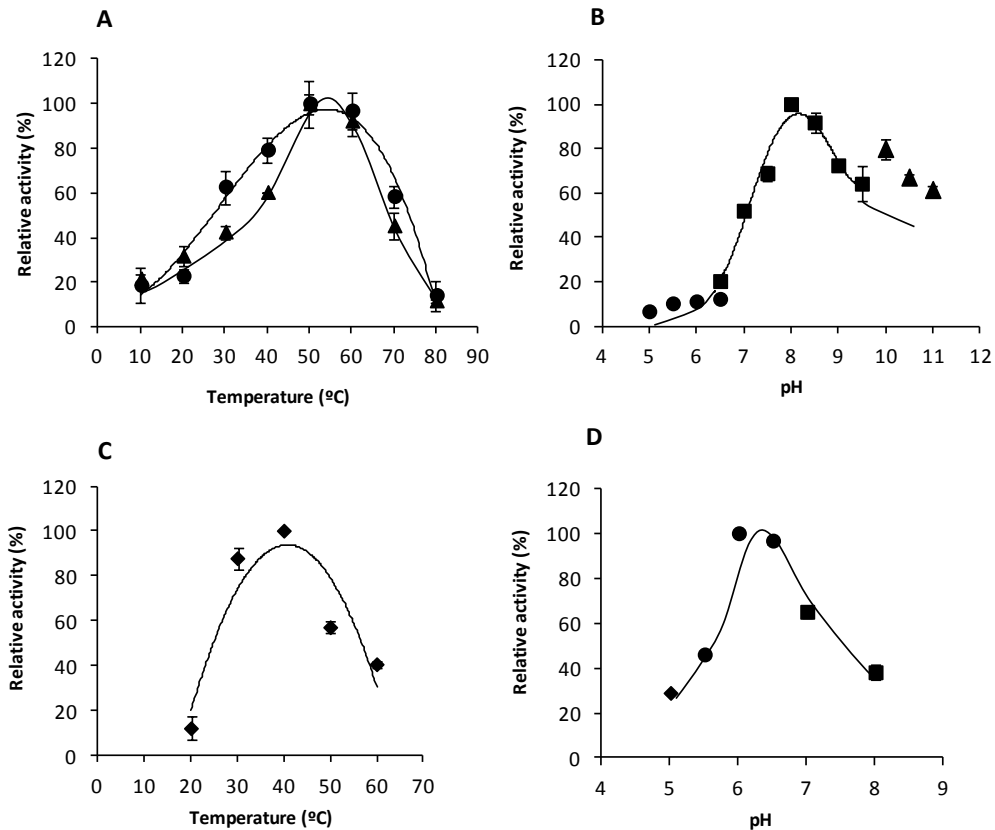 A
120
100
80
60
40
20
0
Relative activity (%)
0 10 20 30 40 50 60 70 80 90
Temperature (ºC)
B
120
100
80
60
40
20
0
Relative activity (%)
4 5 6 7 8 9 10 11 12
pH
C
120
100
80
60
40
20
0
Relative activity (%)
0 10 20 30 40 50 60 70
Temperature (ºC)
D
120
100
80
60
40
20
0
Relative activity (%)
4 5 6 7 8 9
pH